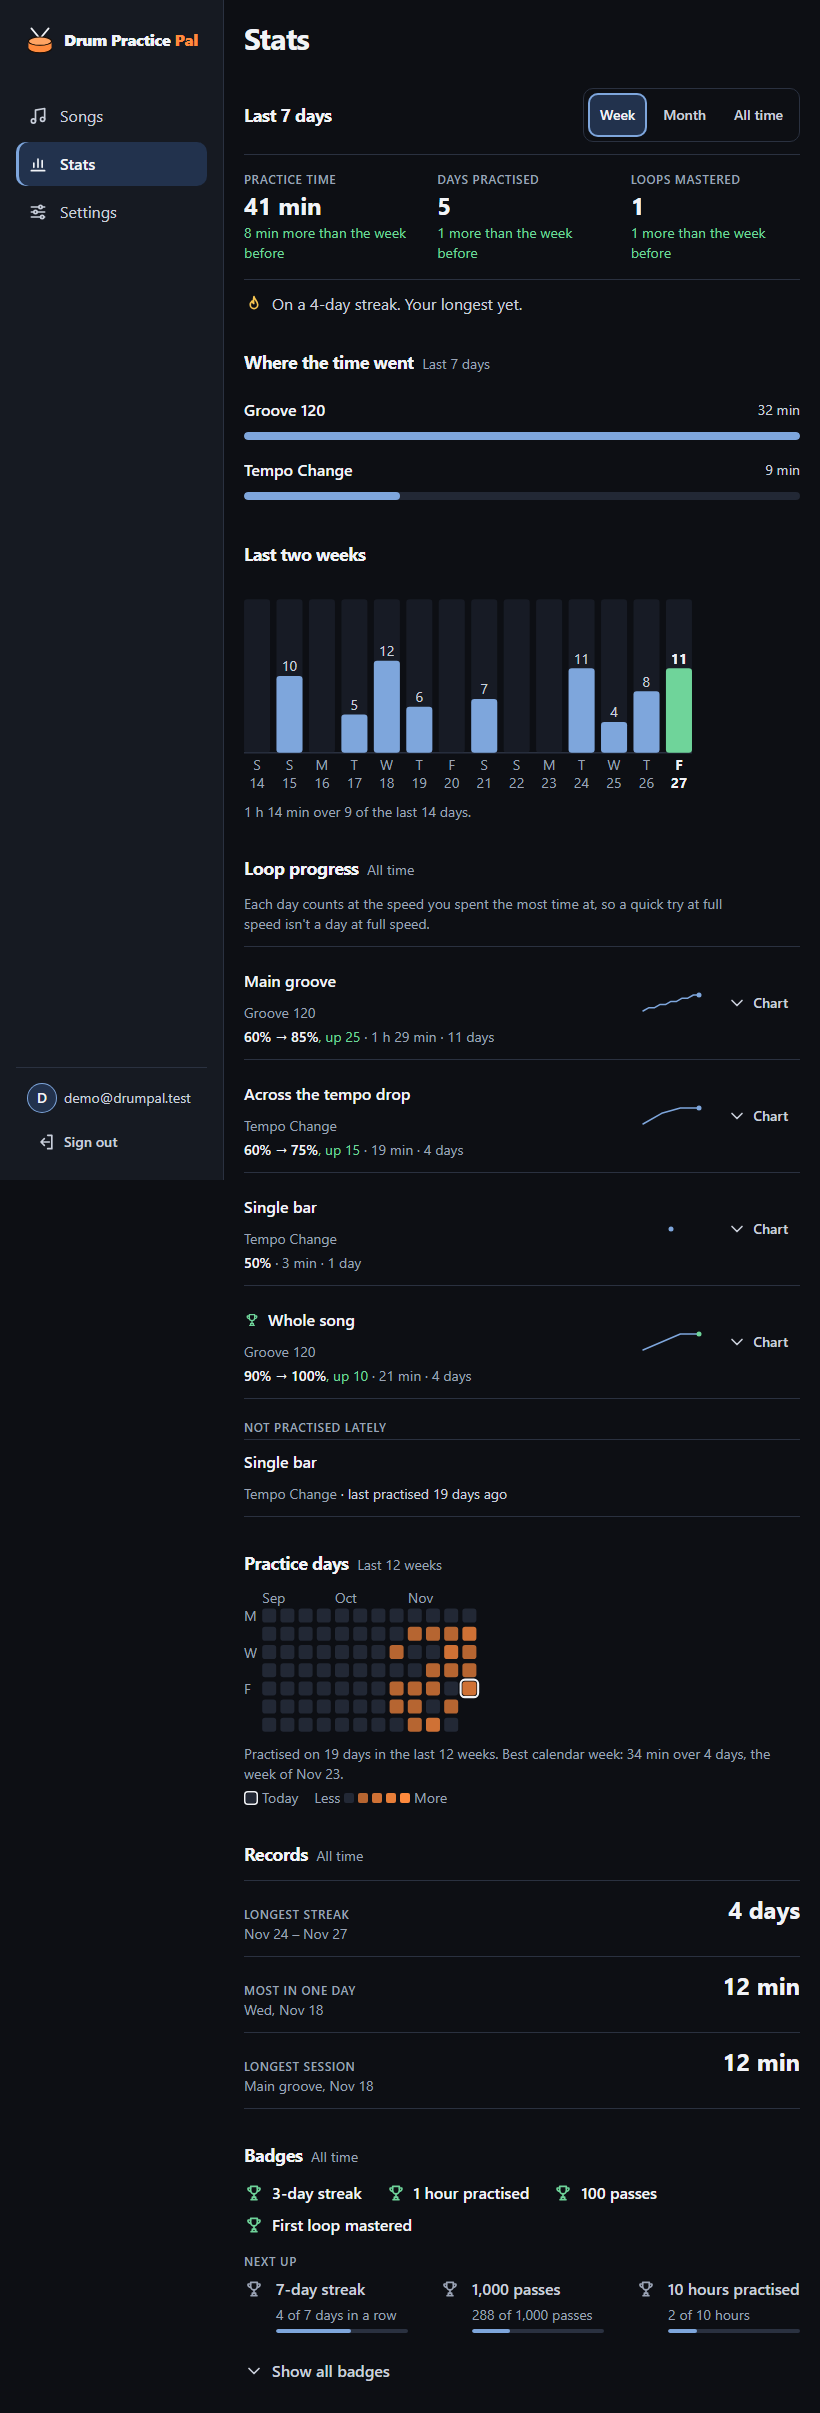 Drum Practice Pal
Songs
Stats
Settings
demo@drumpal.test
D
Sign out
Stats
Last 7 days
Week
Month
All time
PRACTICE TIME
41 min
8 min more than the week
before
DAYS PRACTISED
5
1 more than the week
before
LOOPS MASTERED
1
1 more than the week
before
On a 4-day streak. Your longest yet.
Where the time went Last 7 days
Groove 120 32 min
Tempo Change 9 min
Last two weeks
10 5 12 6 7 11 4 8 11
S S M T W T F S S M T W T F
14 15 16 17 18 19 20 21 22 23 24 25 26 27
1 h 14 min over 9 of the last 14 days.
Loop progress All time
Each day counts at the speed you spent the most time at, so a quick try at full
speed isn't a day at full speed.
Main groove
Groove 120
60% → 85%, up 25 · 1 h 29 min · 11 days
Chart
Across the tempo drop
Tempo Change
60% → 75%, up 15 · 19 min · 4 days
Chart
Single bar
Tempo Change
50% · 3 min · 1 day
Chart
Whole song
Groove 120
90% → 100%, up 10 · 21 min · 4 days
Chart
NOT PRACTISED LATELY
Single bar
Tempo Change · last practised 19 days ago
Practice days Last 12 weeks
Sep Oct Nov
M
W
F
Practised on 19 days in the last 12 weeks. Best calendar week: 34 min over 4 days, the
week of Nov 23.
Today Less More
Records All time
LONGEST STREAK
Nov 24 – Nov 27
4 days
MOST IN ONE DAY
Wed, Nov 18
12 min
LONGEST SESSION
Main groove, Nov 18
12 min
Badges All time
3-day streak
1 hour practised
100 passes
First loop mastered
NEXT UP
7-day streak
4 of 7 days in a row
1,000 passes
288 of 1,000 passes
10 hours practised
2 of 10 hours
Show all badges